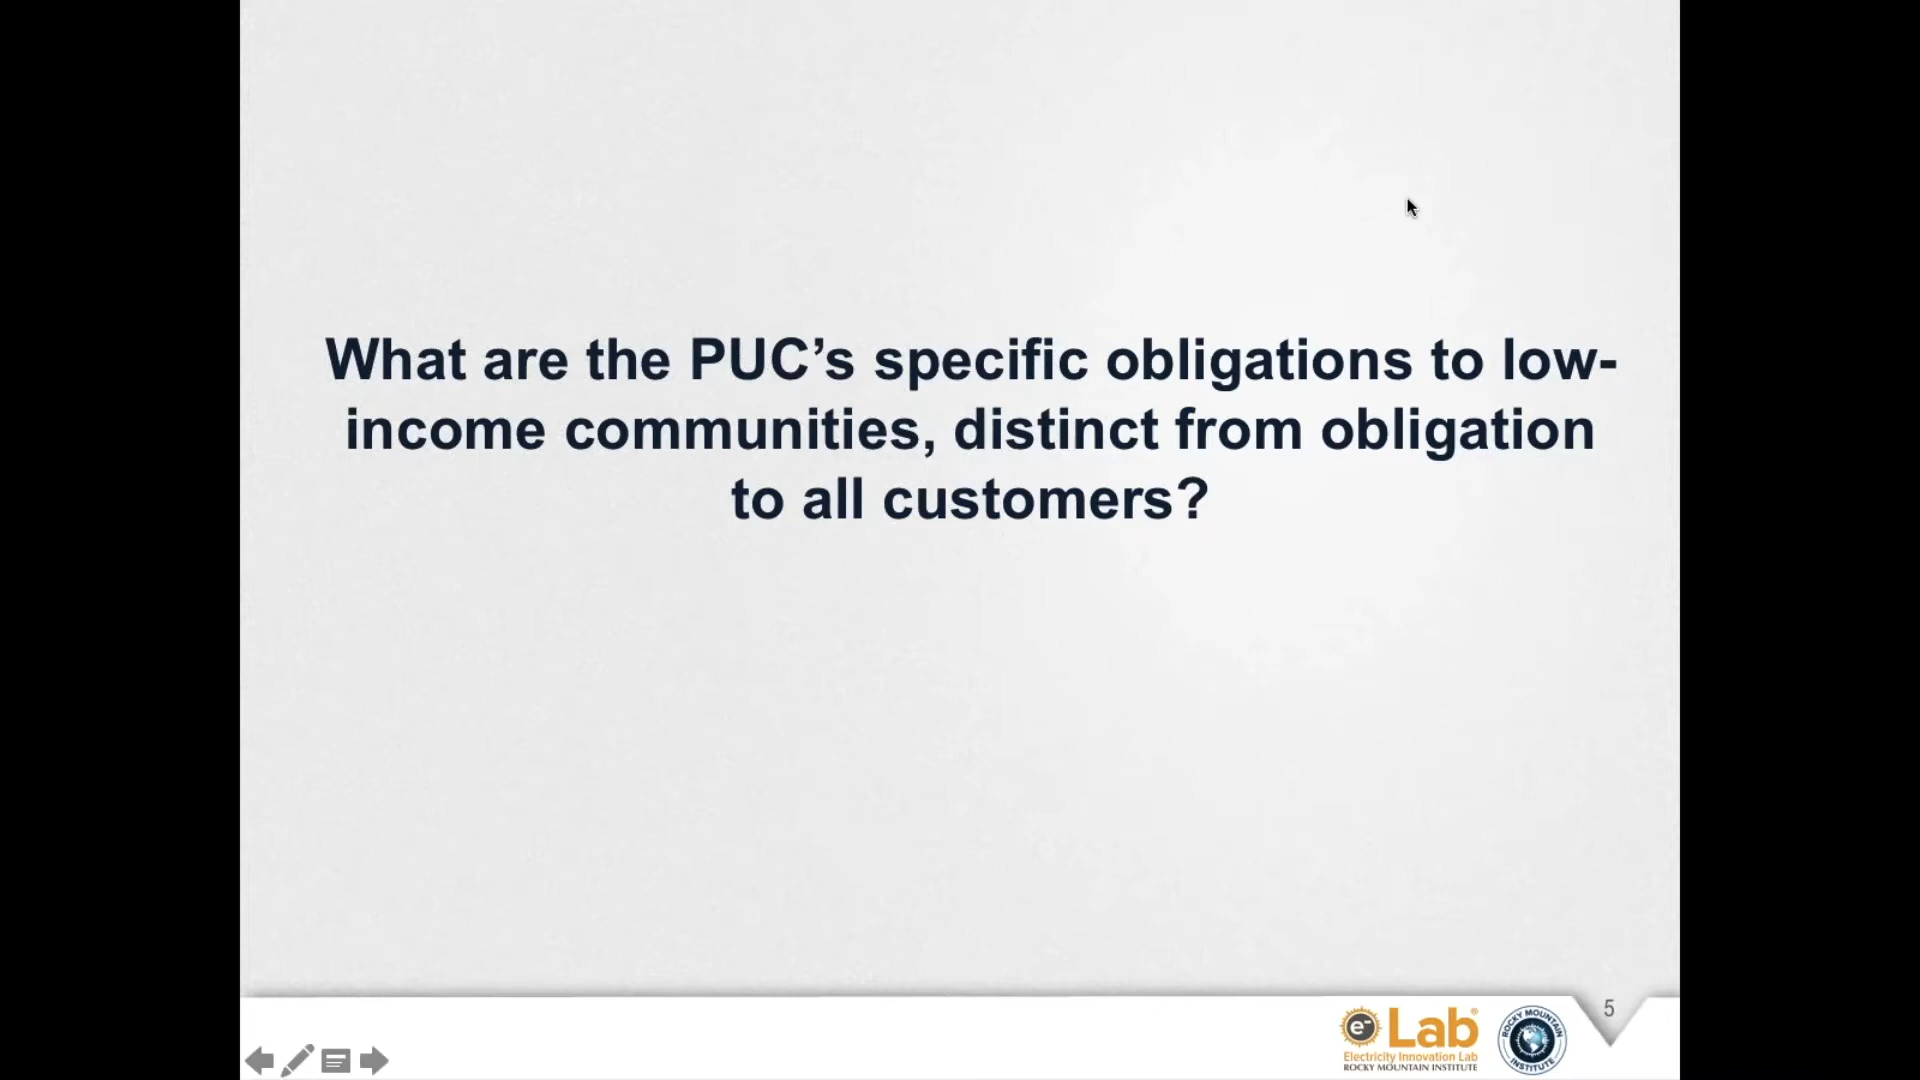 What are the PUC’s specific obligations to low-
income communities, distinct from obligation
to all customers?
5
e⁻Lab®
Electricity Innovation Lab
ROCKY MOUNTAIN INSTITUTE
ROCKY MOUNTAIN
INSTITUTE